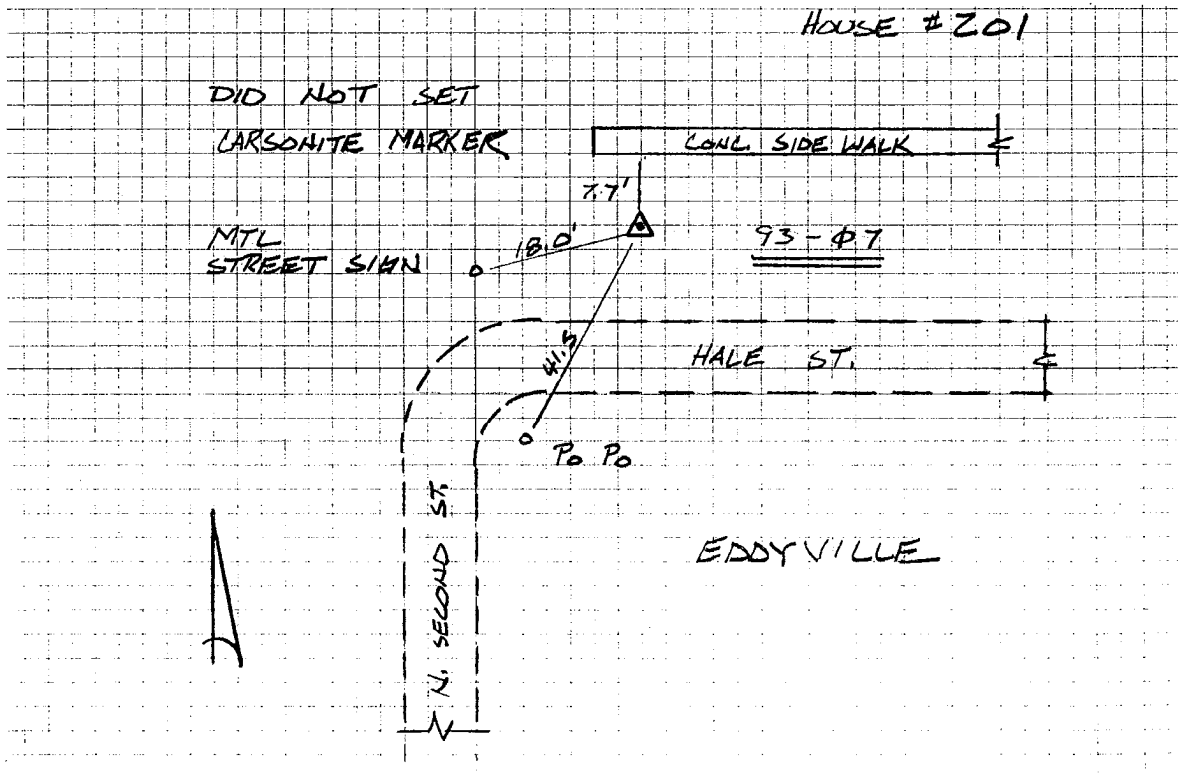 HOUSE # 201
DID NOT SET
CARSONITE MARKER
CONC. SIDE WALK
7.7'
MTL
STREET SIGN
18.0'
93-Φ7
41.5
HALE ST.
Po Po
N. SECOND ST.
EDDYVILLE